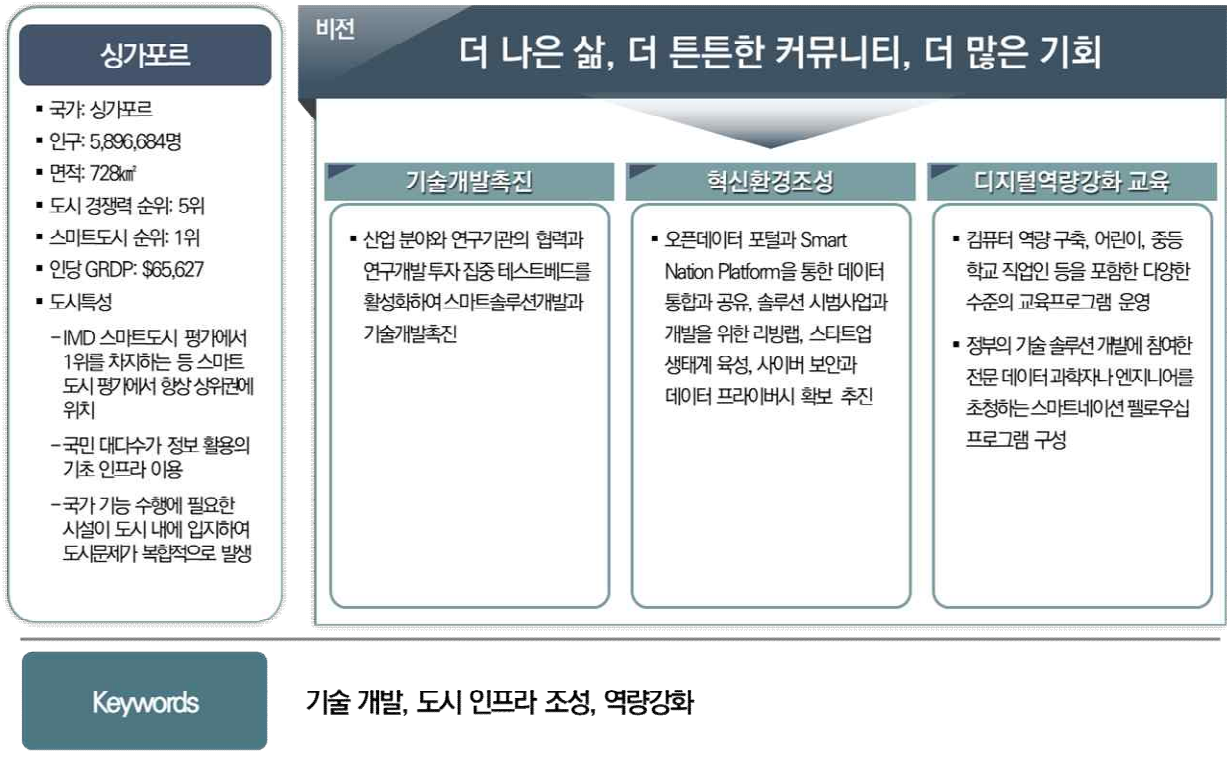 싱가포르
▪ 국가: 싱가포르
▪ 인구: 5,896,684명
▪ 면적: 728㎢
▪ 도시 경쟁력 순위: 5위
▪ 스마트도시 순위: 1위
▪ 인당 GRDP: $65,627
▪ 도시특성
–IMD 스마트도시 평가에서
1위를 차지하는 등 스마트
도시 평가에서 항상 상위권에
위치
–국민 대다수가 정보 활용의
기초 인프라 이용
–국가 기능 수행에 필요한
시설이 도시 내에 입지하여
도시문제가 복합적으로 발생
비전
더 나은 삶, 더 튼튼한 커뮤니티, 더 많은 기회
기술개발촉진
▪ 산업 분야와 연구기관의 협력과
연구개발 투자 집중 테스트베드를
활성화하여 스마트솔루션개발과
기술개발촉진
혁신환경조성
▪ 오픈데이터 포털과 Smart
Nation Platform을 통한 데이터
통합과 공유, 솔루션 시범사업과
개발을 위한 리빙랩, 스타트업
생태계 육성, 사이버 보안과
데이터 프라이버시 확보 추진
디지털역량강화 교육
▪ 컴퓨터 역량 구축, 어린이, 중등
학교 직업인 등을 포함한 다양한
수준의 교육프로그램 운영
▪ 정부의 기술 솔루션 개발에 참여한
전문 데이터 과학자나 엔지니어를
초청하는 스마트네이션 펠로우십
프로그램 구성
Keywords
기술 개발, 도시 인프라 조성, 역량강화